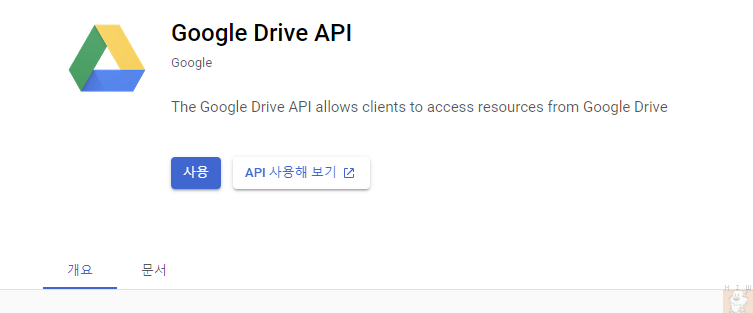 Google Drive API
Google
The Google Drive API allows clients to access resources from Google Drive
사용
API 사용해 보기
개요
문서
H I W